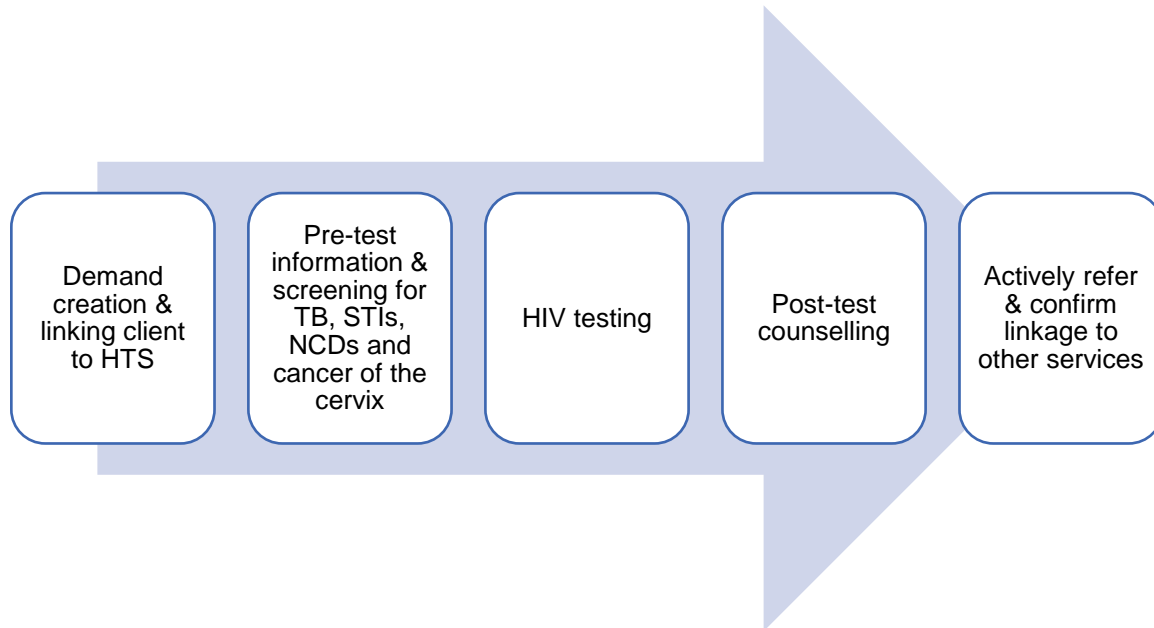 Demand
creation &
linking client
to HTS
Pre-test
information &
screening for
TB, STIs,
NCDs and
cancer of the
cervix
HIV testing
Post-test
counselling
Actively refer
& confirm
linkage to
other services